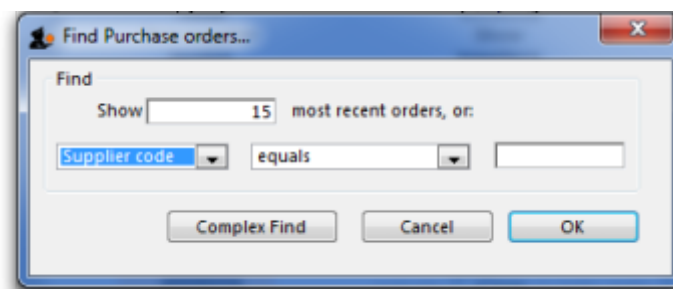 Find Purchase orders...
Find
Show 15 most recent orders, or:
Supplier code equals
Complex Find Cancel OK